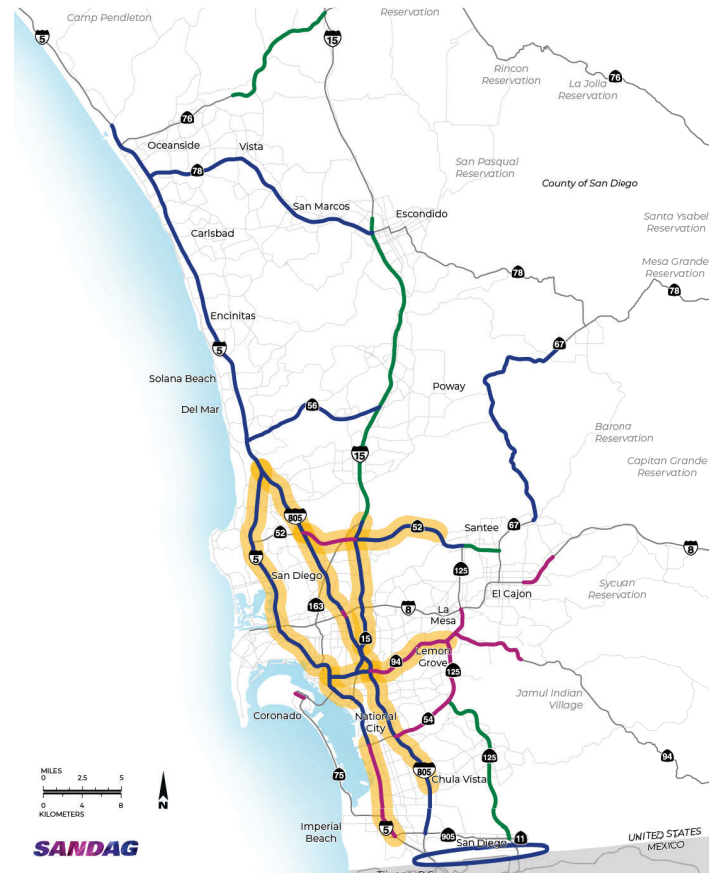 Camp Pendleton
Reservation
5
15
Rincon
Reservation
76
La Jolla
Reservation
76
Oceanside
Vista
78
San Pasqual
Reservation
County of San Diego
San Marcos
Escondido
Santa Ysabel
Reservation
Carlsbad
Mesa Grande
Reservation
78
78
Encinitas
5
67
Solana Beach
Poway
Del Mar
56
Barona
Reservation
15
Capitan Grande
Reservation
805
52
52
Santee
67
5
8
San Diego
125
Sycuan
Reservation
El Cajon
163
8
La
Mesa
15
94
Lemon
Grove
125
Jamul Indian
Village
Coronado
National
City
54
94
125
75
805
Chula Vista
MILES
0 2.5 5
0 4 8
KILOMETERS
N
Imperial
Beach
5
905
San Diego
11
UNITED STATES
MEXICO
SANDAG